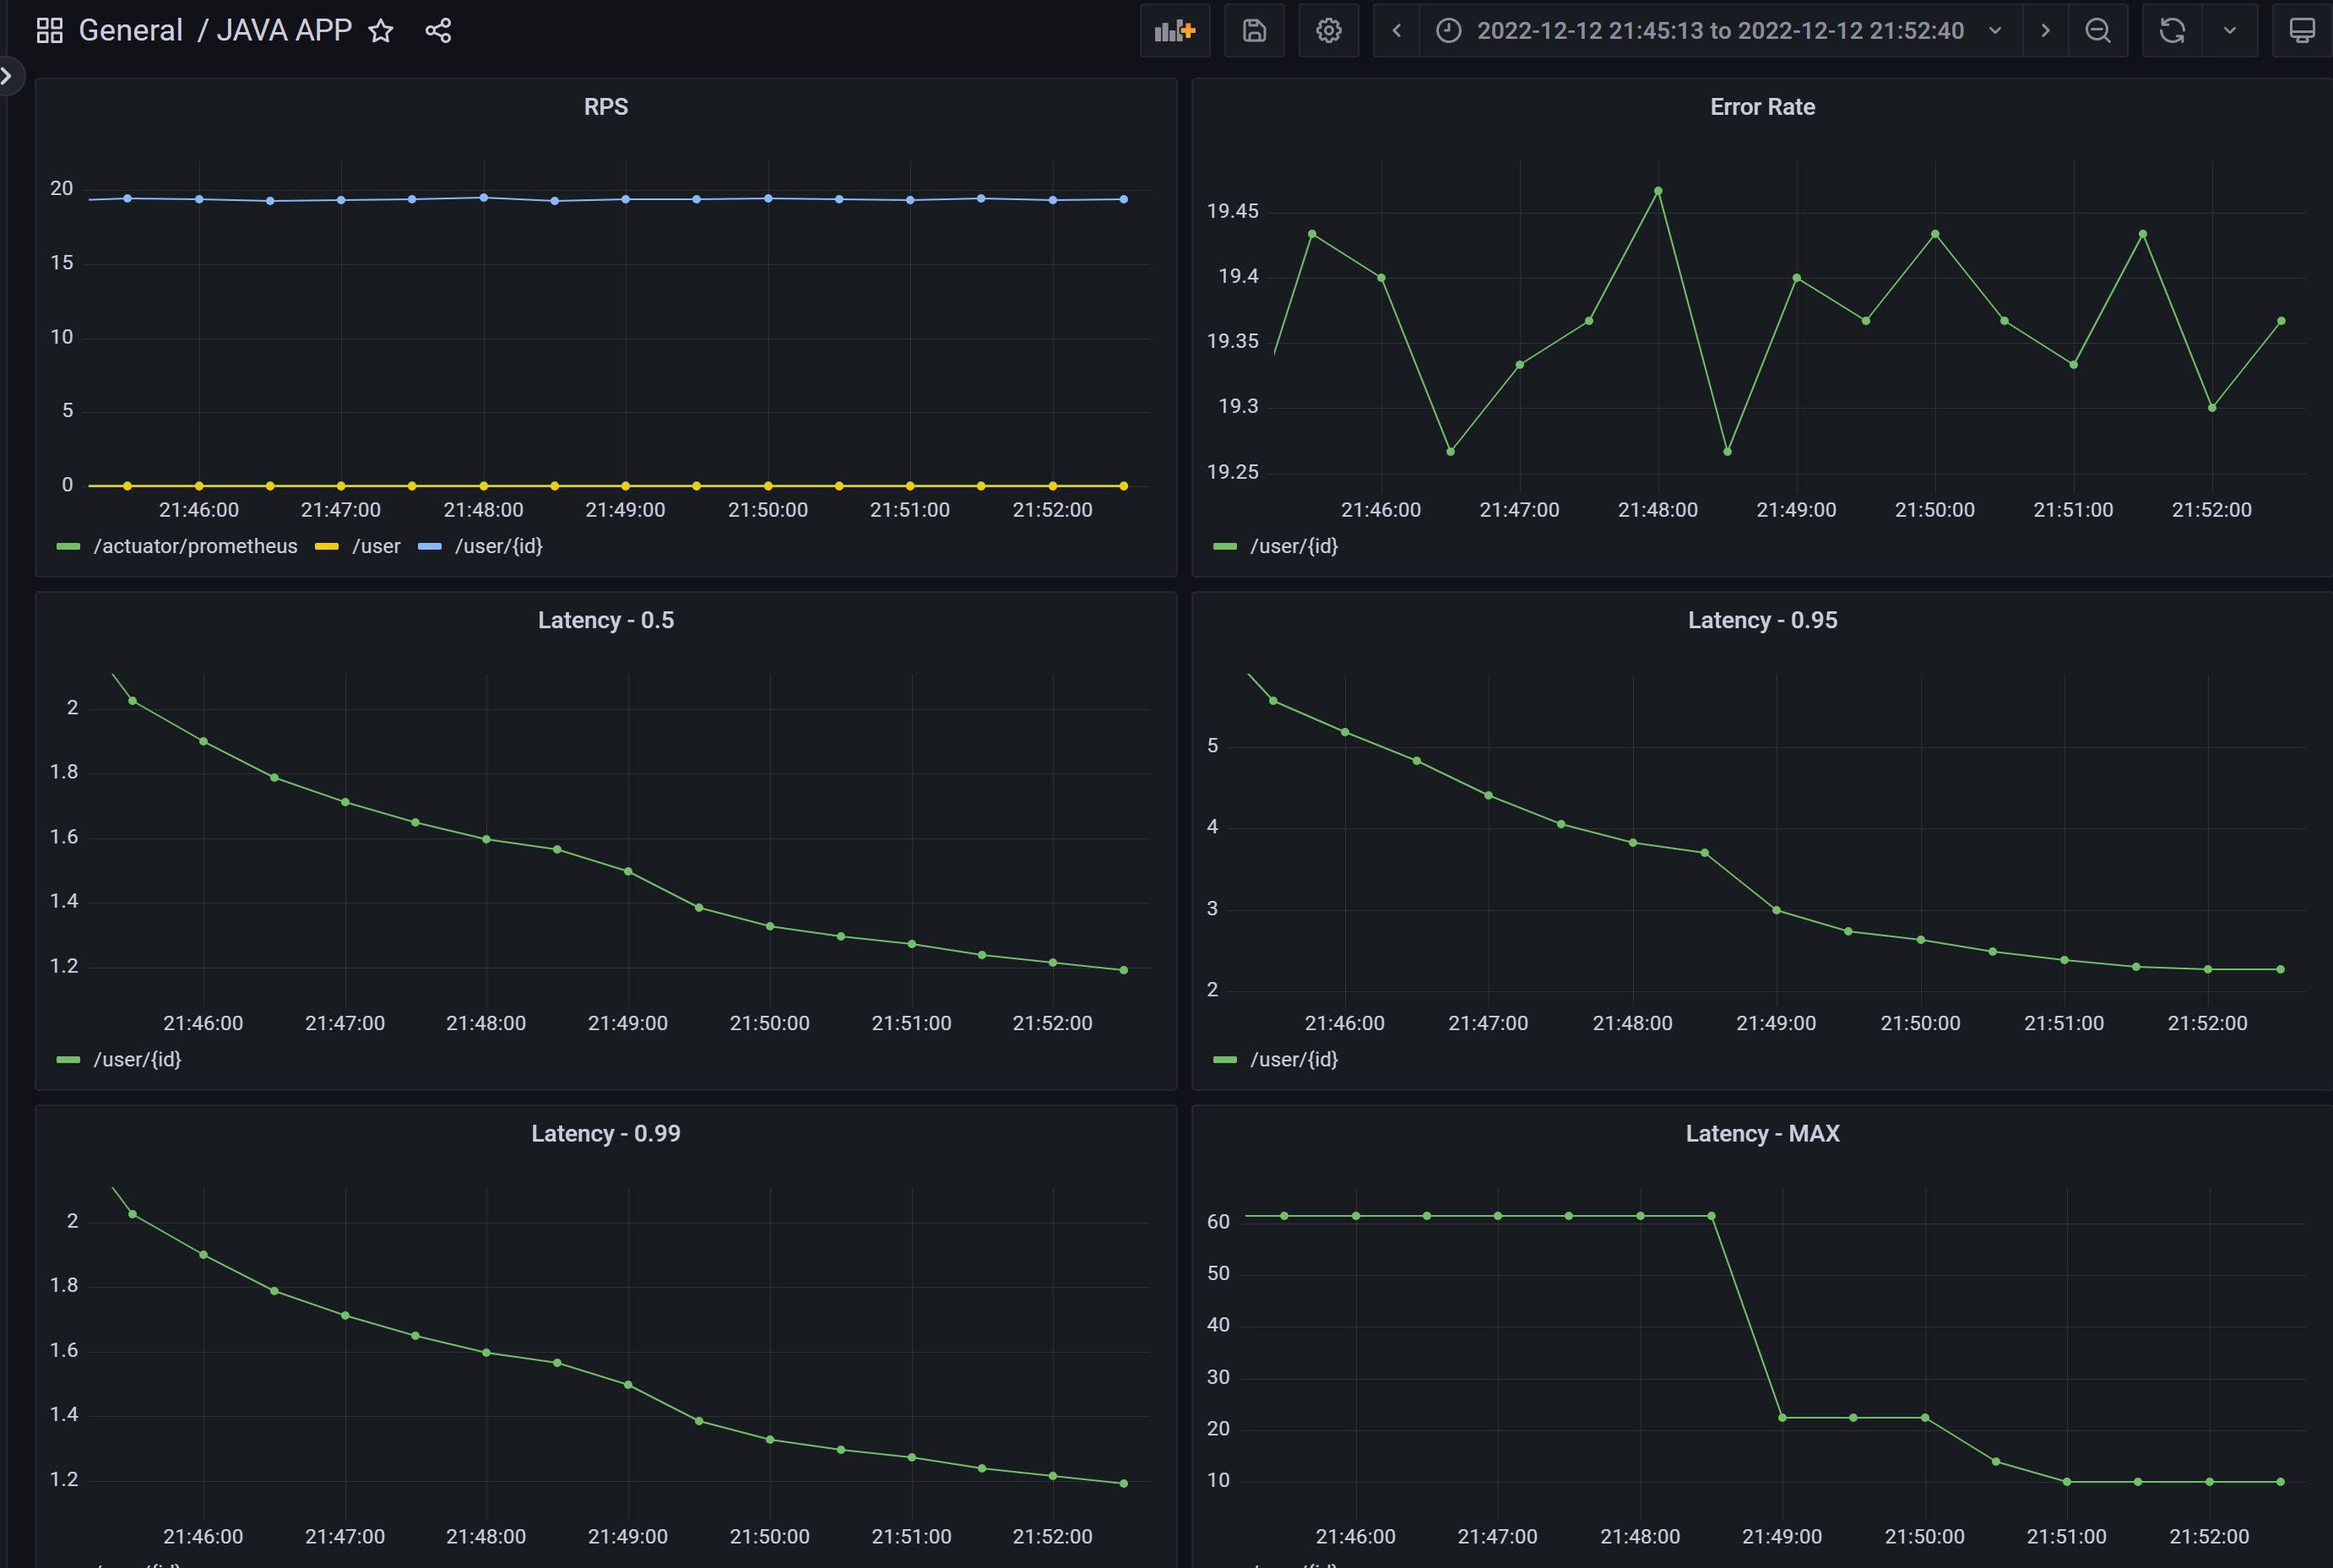 General / JAVA APP
2022-12-12 21:45:13 to 2022-12-12 21:52:40
RPS
20
15
10
5
0
21:46:00 21:47:00 21:48:00 21:49:00 21:50:00 21:51:00 21:52:00
/actuator/prometheus /user /user/{id}
Error Rate
19.45
19.4
19.35
19.3
19.25
21:46:00 21:47:00 21:48:00 21:49:00 21:50:00 21:51:00 21:52:00
/user/{id}
Latency - 0.5
2
1.8
1.6
1.4
1.2
21:46:00 21:47:00 21:48:00 21:49:00 21:50:00 21:51:00 21:52:00
/user/{id}
Latency - 0.95
5
4
3
2
21:46:00 21:47:00 21:48:00 21:49:00 21:50:00 21:51:00 21:52:00
/user/{id}
Latency - 0.99
2
1.8
1.6
1.4
1.2
21:46:00 21:47:00 21:48:00 21:49:00 21:50:00 21:51:00 21:52:00
Latency - MAX
60
50
40
30
20
10
21:46:00 21:47:00 21:48:00 21:49:00 21:50:00 21:51:00 21:52:00